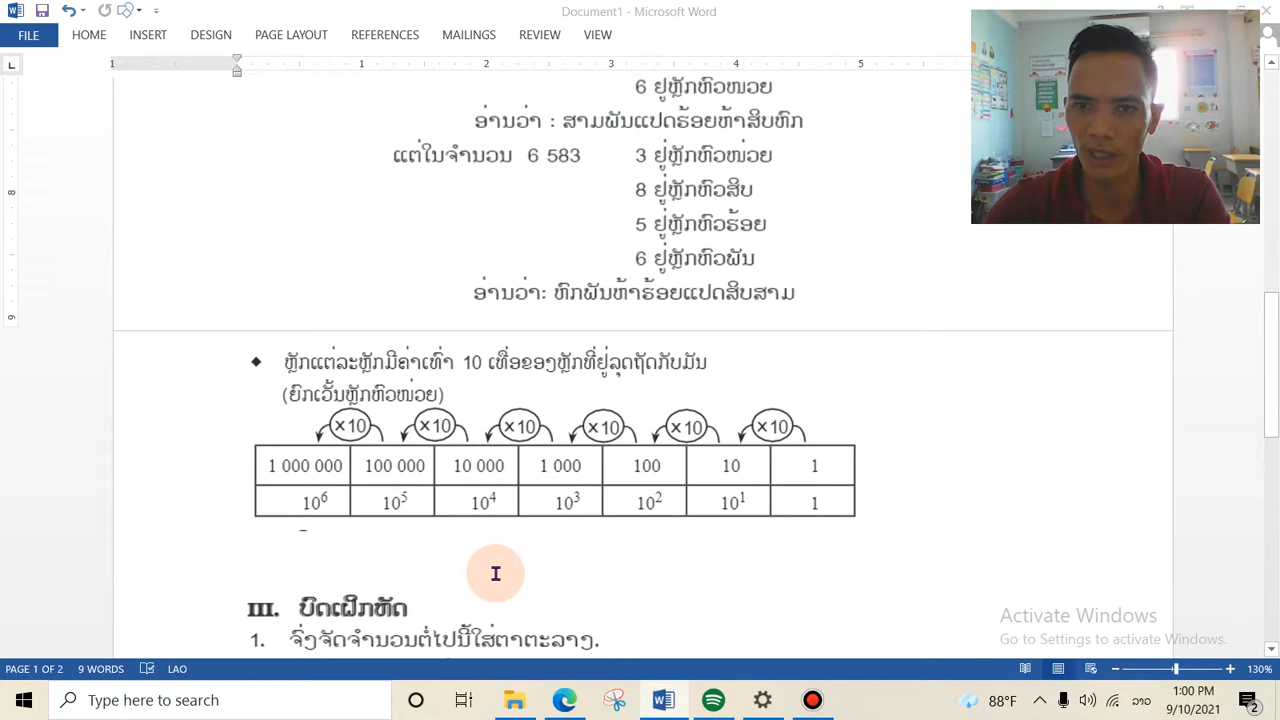 Document1 - Microsoft Word
FILE HOME INSERT DESIGN PAGE LAYOUT REFERENCES MAILINGS REVIEW VIEW
1 1 2 3 4 5
6 ຢູ່ຫຼັກຫົວໜ່ວຍ
ອ່ານວ່າ : ສາມພັນແປດຮ້ອຍຫ້າສິບຫົກ
ແຕ່ໃນຈຳນວນ 6 583 3 ຢູ່ຫຼັກຫົວໜ່ວຍ
8 ຢູ່ຫຼັກຫົວສິບ
5 ຢູ່ຫຼັກຫົວຮ້ອຍ
6 ຢູ່ຫຼັກຫົວພັນ
ອ່ານວ່າ: ຫົກພັນຫ້າຮ້ອຍແປດສິບສາມ
◆ ຫຼັກແຕ່ລະຫຼັກມີຄ່າເທົ່າ 10 ເທື່ອຂອງຫຼັກທີ່ຢູ່ລຸດຖັດກັບມັນ
(ຍົກເວັ້ນຫຼັກຫົວໜ່ວຍ)
×10 ×10 ×10 ×10 ×10 ×10
1 000 000 100 000 10 000 1 000 100 10 1
10⁶ 10⁵ 10⁴ 10³ 10² 10¹ 1
III. ບົດເຝິກຫັດ
1. ຈົ່ງຈັດຈຳນວນຕໍ່ໄປນີ້ໃສ່ຕາຕະລາງ.
Activate Windows
Go to Settings to activate Windows.
PAGE 1 OF 2 9 WORDS LAO 130%
Type here to search 88°F 1:00 PM
9/10/2021
2